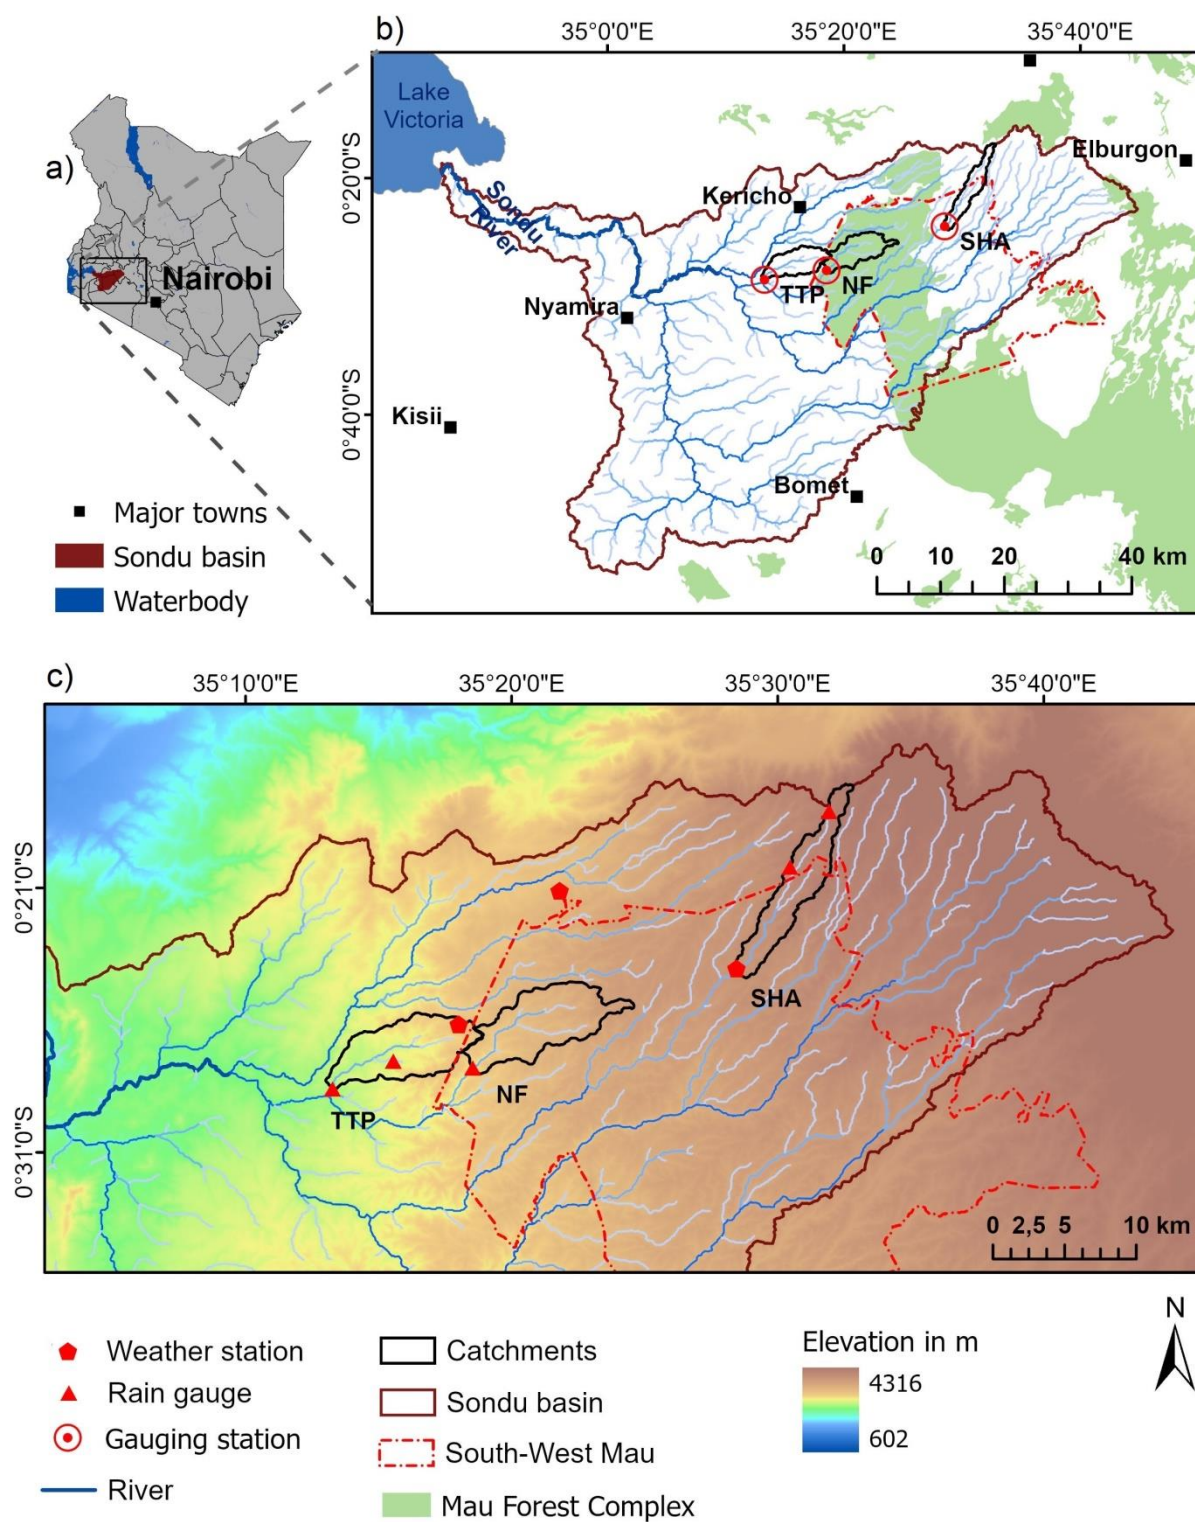 b)
35°0'0"E
35°20'0"E
35°40'0"E
Lake
Victoria
a)
0°20'0"S
Elburgon
Kericho
Sondu
River
SHA
Nairobi
TTP
NF
Nyamira
0°40'0"S
Kisii
Bomet
Major towns
Sondu basin
Waterbody
0 10 20 40 km
c)
35°10'0"E
35°20'0"E
35°30'0"E
35°40'0"E
0°21'0"S
SHA
NF
TTP
0°31'0"S
0 2,5 5 10 km
N
Weather station
Rain gauge
Gauging station
River
Catchments
Sondu basin
South-West Mau
Mau Forest Complex
Elevation in m
4316
602